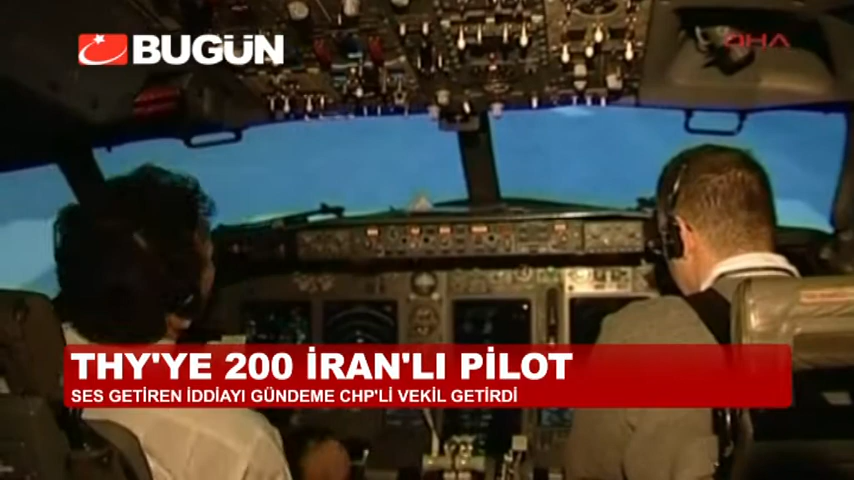 BUGÜN
DHA
THY'YE 200 İRAN'LI PİLOT
SES GETİREN İDDİAYI GÜNDEME CHP'Lİ VEKİL GETİRDİ